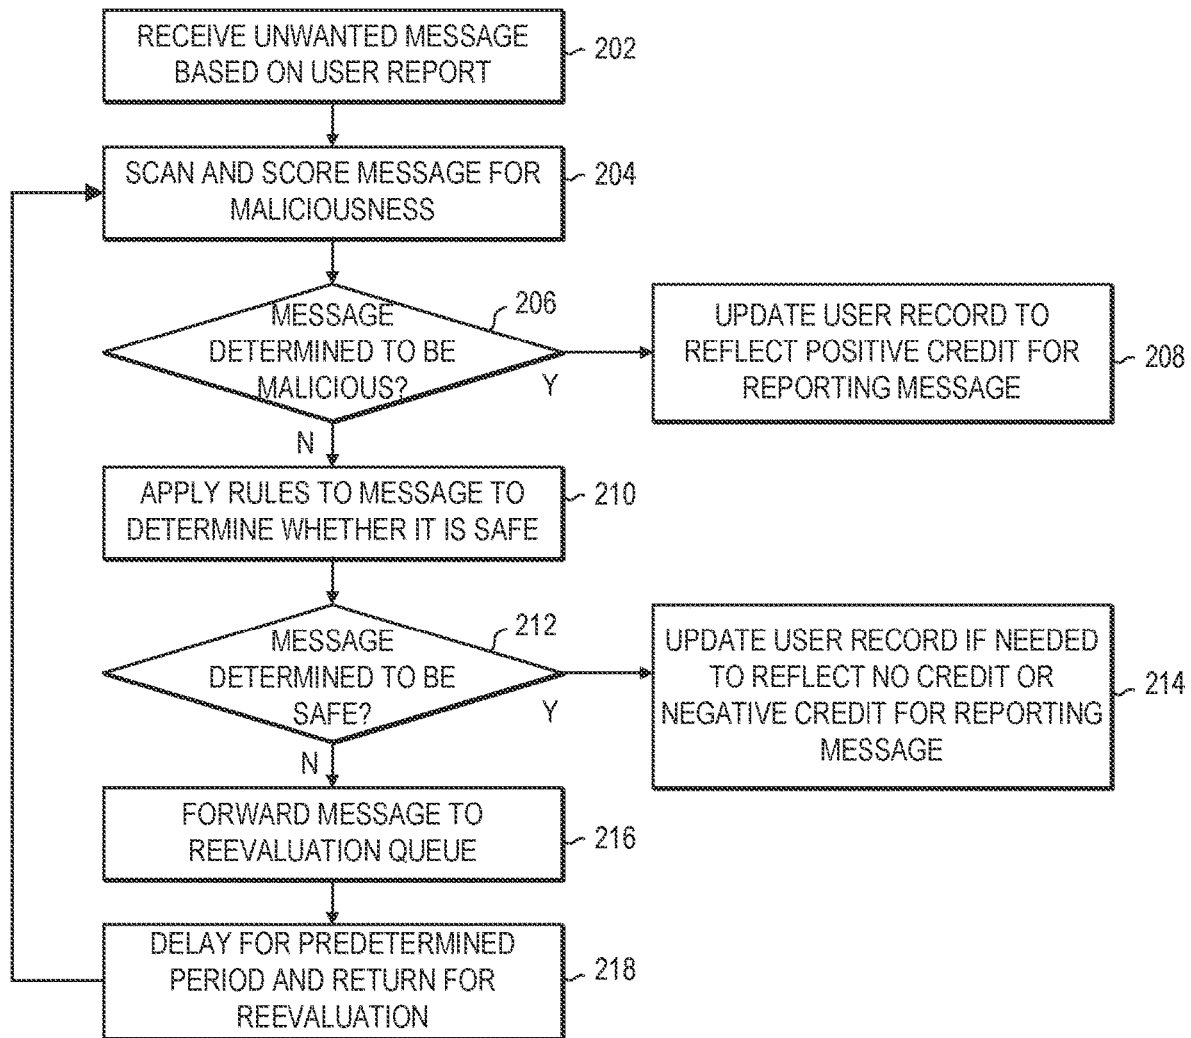 RECEIVE UNWANTED MESSAGE
BASED ON USER REPORT
202
SCAN AND SCORE MESSAGE FOR
MALICIOUSNESS
204
MESSAGE
DETERMINED TO BE
MALICIOUS?
206
Y
N
UPDATE USER RECORD TO
REFLECT POSITIVE CREDIT FOR
REPORTING MESSAGE
208
APPLY RULES TO MESSAGE TO
DETERMINE WHETHER IT IS SAFE
210
MESSAGE
DETERMINED TO BE
SAFE?
212
Y
N
UPDATE USER RECORD IF NEEDED
TO REFLECT NO CREDIT OR
NEGATIVE CREDIT FOR REPORTING
MESSAGE
214
FORWARD MESSAGE TO
REEVALUATION QUEUE
216
DELAY FOR PREDETERMINED
PERIOD AND RETURN FOR
REEVALUATION
218